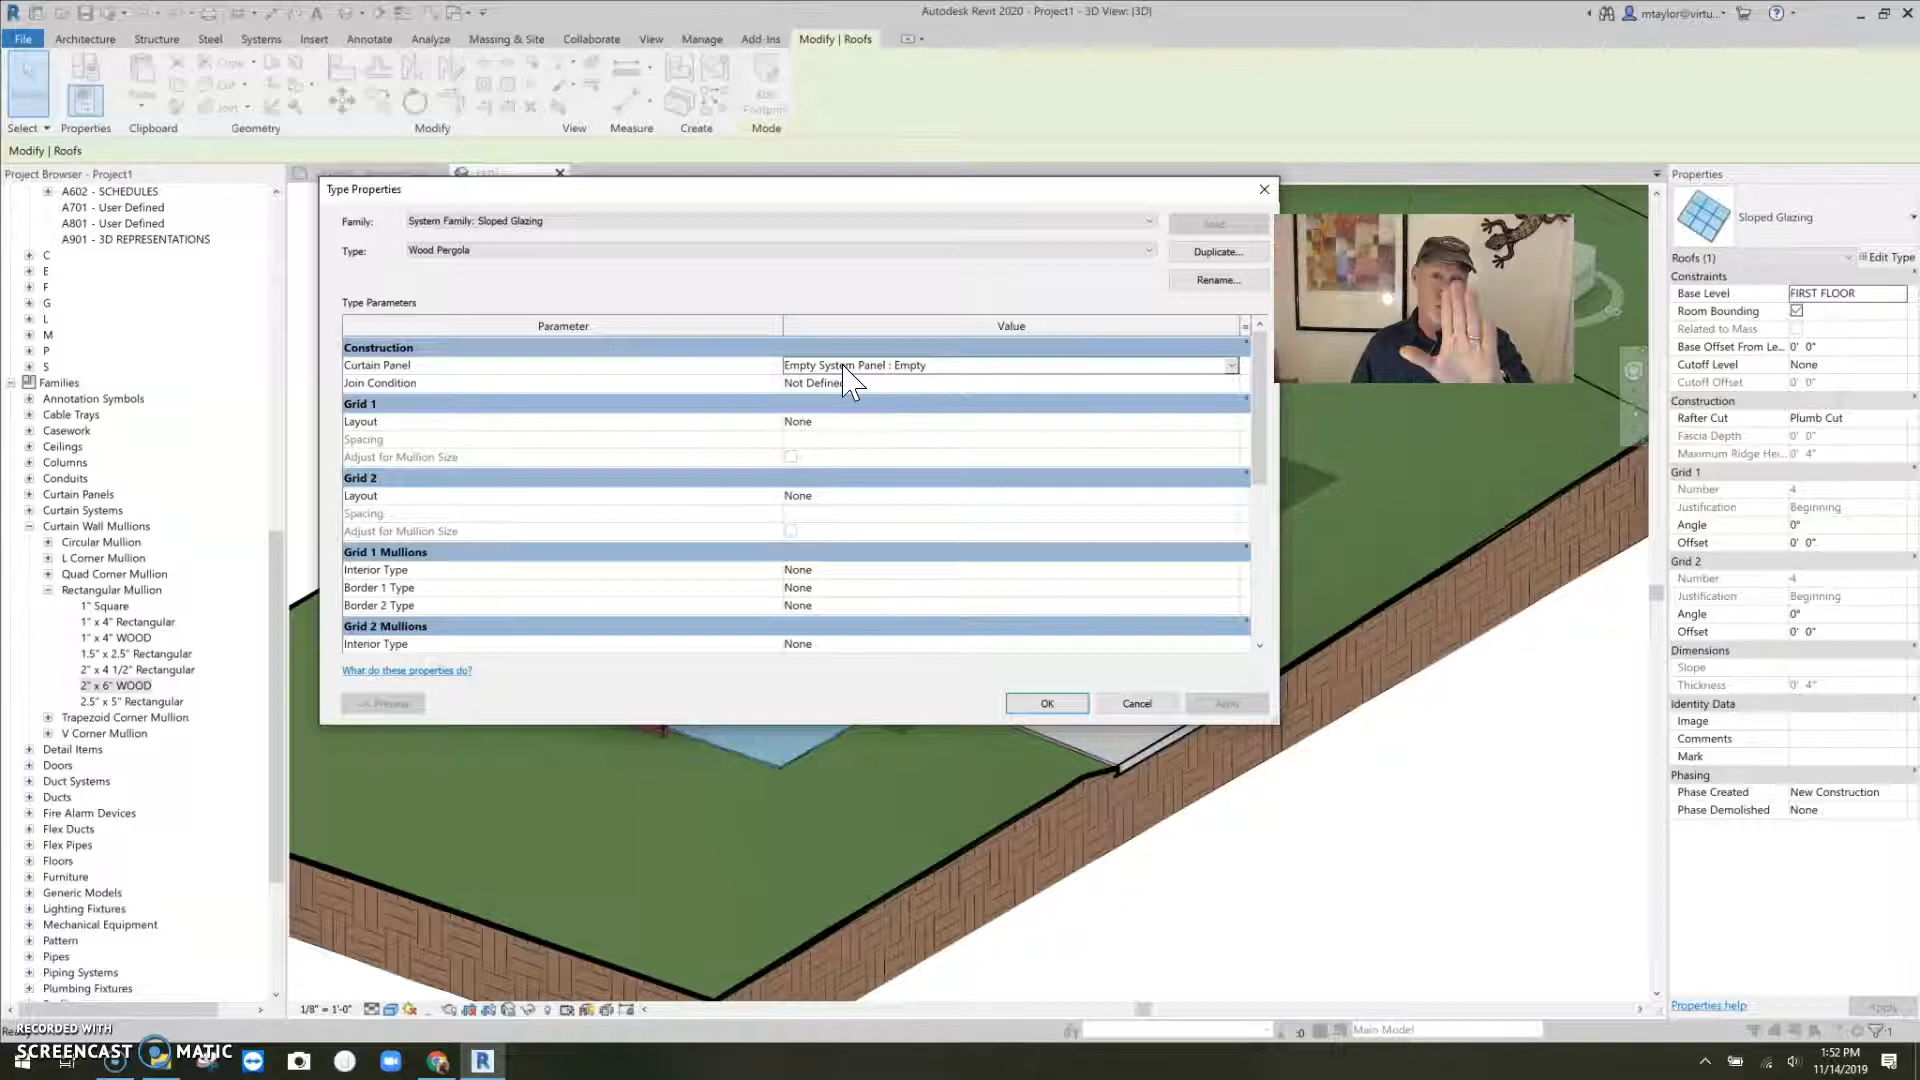 Autodesk Revit 2020 - Project1 - 3D View: {3D}
mtaylor@virtu...
File Architecture Structure Steel Systems Insert Annotate Analyze Massing & Site Collaborate View Manage Add-Ins Modify | Roofs
Cope
Cut
Join
Edit
Footprint
Select Properties Clipboard Geometry Modify View Measure Create Mode
Modify | Roofs
Project Browser - Project1
A602 - SCHEDULES
A701 - User Defined
A801 - User Defined
A901 - 3D REPRESENTATIONS
C
E
F
G
L
M
P
S
Families
Annotation Symbols
Cable Trays
Casework
Ceilings
Columns
Conduits
Curtain Panels
Curtain Systems
Curtain Wall Mullions
Circular Mullion
L Corner Mullion
Quad Corner Mullion
Rectangular Mullion
1" Square
1" x 4" Rectangular
1" x 4" WOOD
1.5" x 2.5" Rectangular
2" x 4 1/2" Rectangular
2" x 6" WOOD
2.5" x 5" Rectangular
Trapezoid Corner Mullion
V Corner Mullion
Detail Items
Doors
Duct Systems
Ducts
Fire Alarm Devices
Flex Ducts
Flex Pipes
Floors
Furniture
Generic Models
Lighting Fixtures
Mechanical Equipment
Pattern
Pipes
Piping Systems
Plumbing Fixtures
Type Properties
Family: System Family: Sloped Glazing
Type: Wood Pergola
Duplicate...
Rename...
Type Parameters
Parameter Value =
Construction
Curtain Panel Empty System Panel : Empty
Join Condition Not Defined
Grid 1
Layout None
Spacing
Adjust for Mullion Size
Grid 2
Layout None
Spacing
Adjust for Mullion Size
Grid 1 Mullions
Interior Type None
Border 1 Type None
Border 2 Type None
Grid 2 Mullions
Interior Type None
What do these properties do?
<< Preview OK Cancel Apply
Properties
Sloped Glazing
Roofs (1) Edit Type
Constraints
Base Level FIRST FLOOR
Room Bounding
Related to Mass
Base Offset From Le... 0' 0"
Cutoff Level None
Cutoff Offset 0' 0"
Construction
Rafter Cut Plumb Cut
Fascia Depth 0' 0"
Maximum Ridge Hei... 0' 4"
Grid 1
Number 4
Justification Beginning
Angle 0°
Offset 0' 0"
Grid 2
Number 4
Justification Beginning
Angle 0°
Offset 0' 0"
Dimensions
Slope
Thickness 0' 4"
Identity Data
Image
Comments
Mark
Phasing
Phase Created New Construction
Phase Demolished None
Properties help Apply
1/8" = 1'-0"
:0 Main Model
:1
RECORDED WITH
SCREENCAST MATIC
1:52 PM
11/14/2019